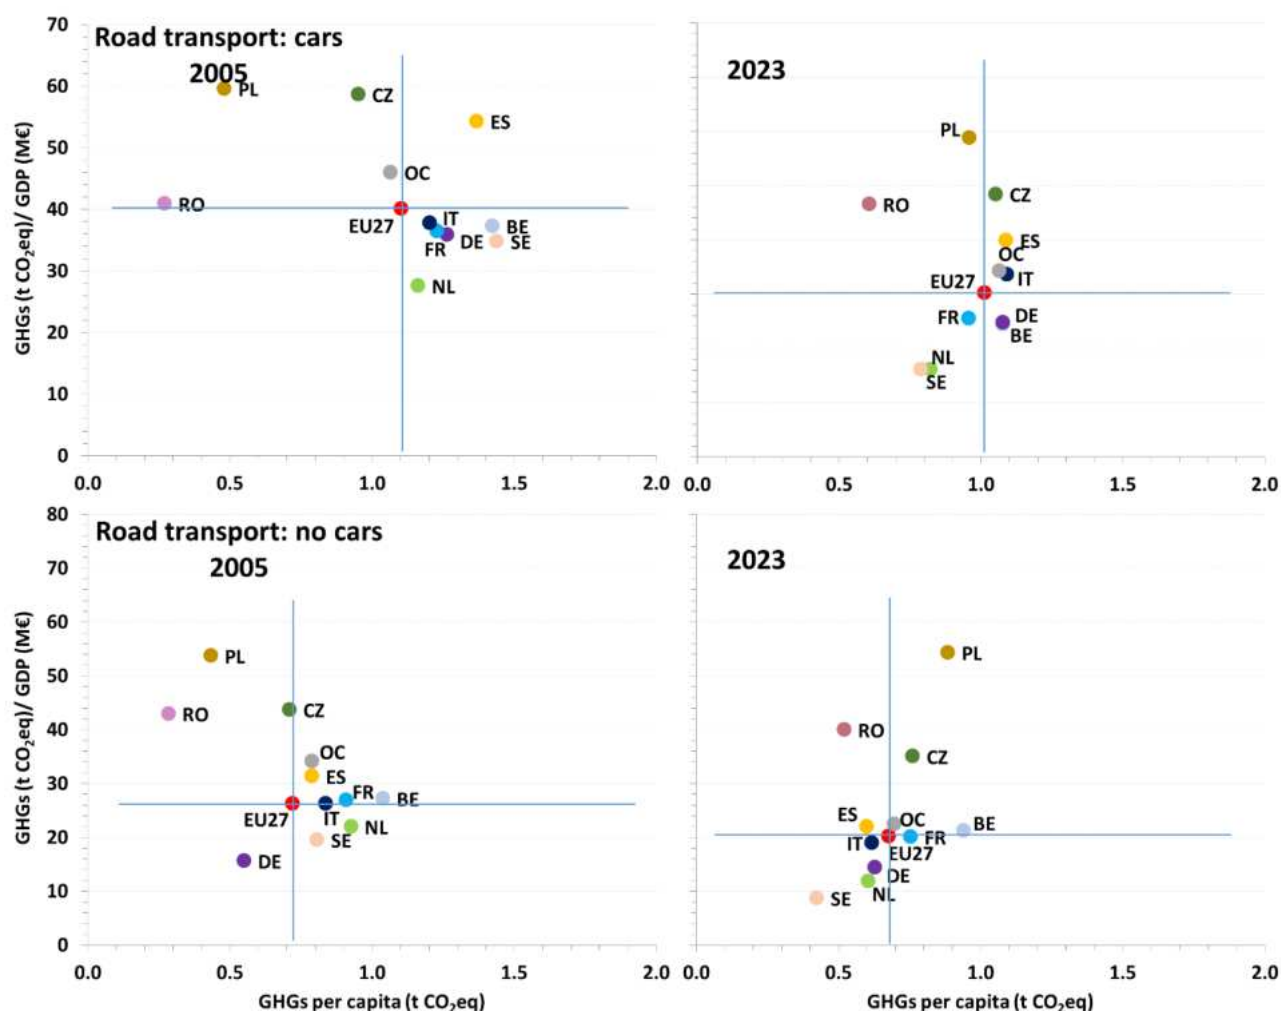 Road transport: cars
2005
70
60
50
40
30
20
10
0
GHGs (t CO₂eq)/ GDP (M€)
PL
CZ
ES
OC
RO
EU27
IT
FR
DE
BE
SE
NL
0.0 0.5 1.0 1.5 2.0
2023
PL
CZ
RO
ES
OC
IT
EU27
FR
DE
BE
NL
SE
0.0 0.5 1.0 1.5 2.0
Road transport: no cars
2005
80
70
60
50
40
30
20
10
0
GHGs (t CO₂eq)/ GDP (M€)
PL
RO
CZ
OC
ES
FR
BE
EU27
IT
NL
SE
DE
0.0 0.5 1.0 1.5 2.0
GHGs per capita (t CO₂eq)
2023
PL
RO
CZ
ES
OC
BE
IT
FR
EU27
DE
NL
SE
0.0 0.5 1.0 1.5 2.0
GHGs per capita (t CO₂eq)